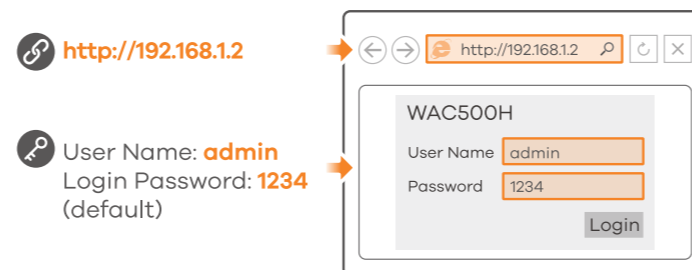 http://192.168.1.2
http://192.168.1.2
WAC500H
User Name: admin
Login Password: 1234
(default)
User Name admin
Password 1234
Login